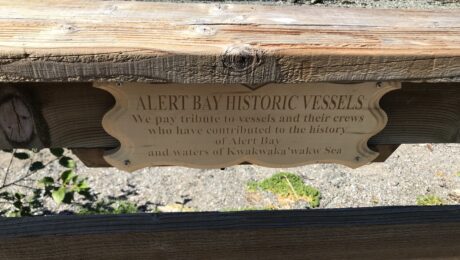 ALERT BAY HISTORIC VESSELS
We pay tribute to vessels and their crews
who have contributed to the history
of Alert Bay
and waters of Kwakwaka'wakw Sea